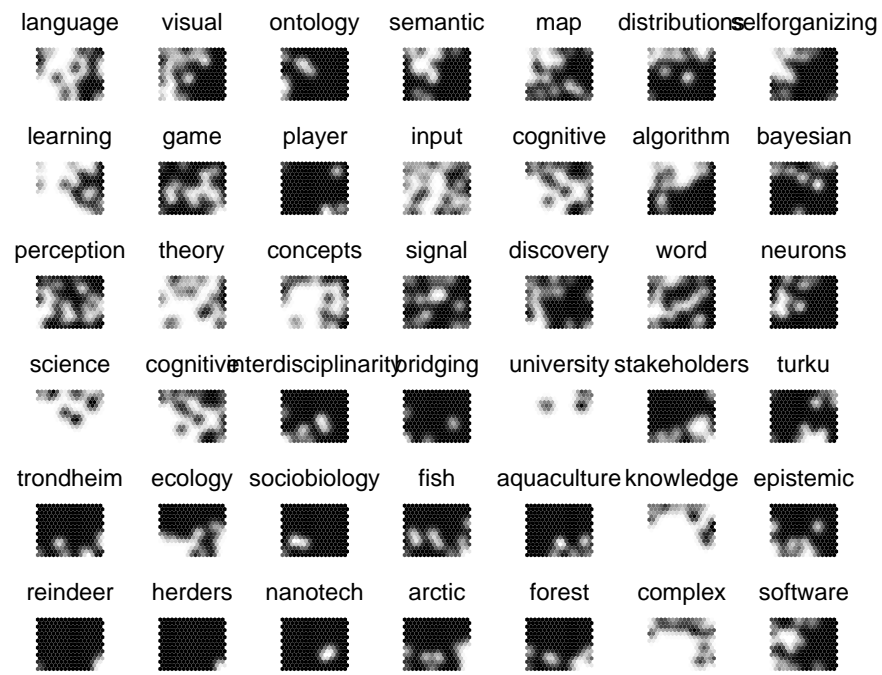 language visual ontology semantic map distributions selforganizing
learning game player input cognitive algorithm bayesian
perception theory concepts signal discovery word neurons
science cognitive interdisciplinarity bridging university stakeholders turku
trondheim ecology sociobiology fish aquaculture knowledge epistemic
reindeer herders nanotech arctic forest complex software